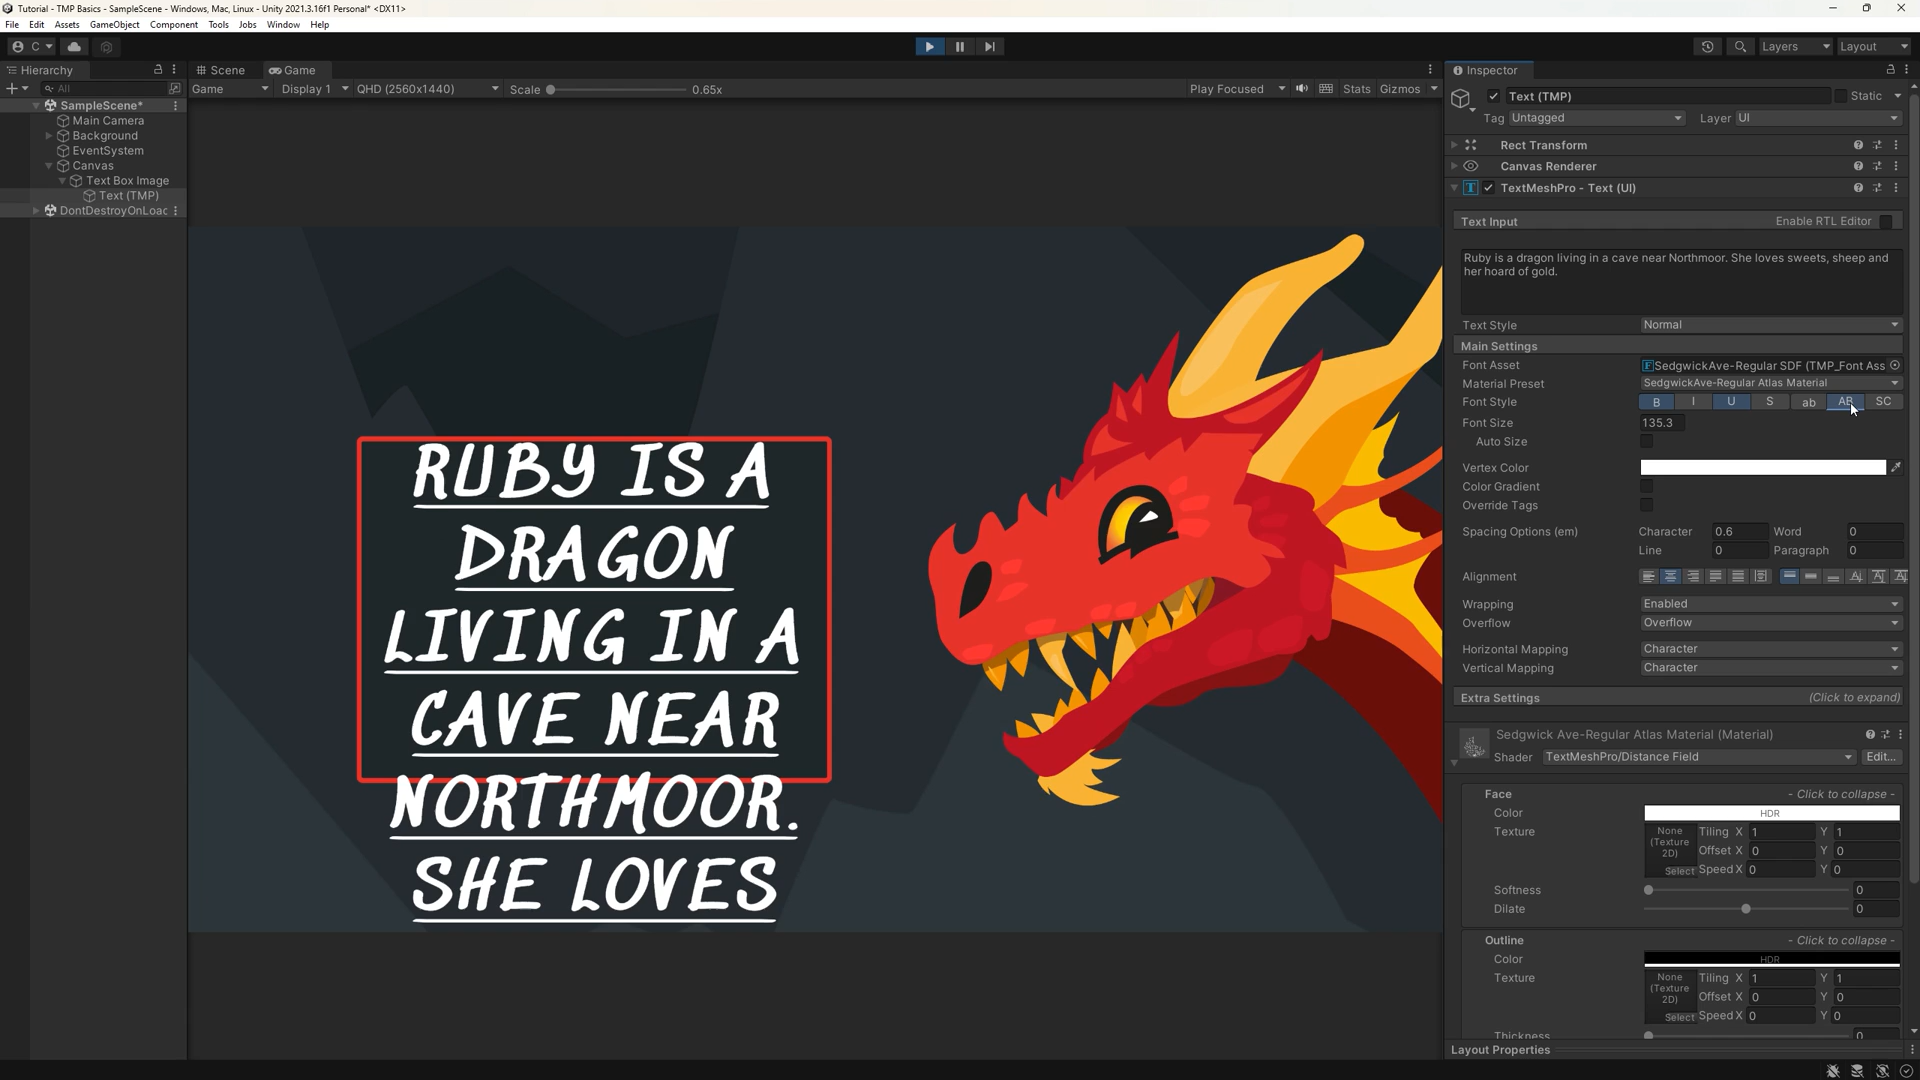 Tutorial - TMP Basics - SampleScene - Windows, Mac, Linux - Unity 2021.3.16f1 Personal* <DX11>
File Edit Assets GameObject Component Tools Jobs Window Help
C Layers Layout
Hierarchy
All
SampleScene*
Main Camera
Background
EventSystem
Canvas
Text Box Image
Text (TMP)
DontDestroyOnLoad
Scene Game
Game Display 1 QHD (2560x1440) Scale 0.65x Play Focused Stats Gizmos
RUBY IS A
DRAGON
LIVING IN A
CAVE NEAR
NORTHMOOR.
SHE LOVES
Inspector
Text (TMP) Static
Tag Untagged Layer UI
Rect Transform
Canvas Renderer
TextMeshPro - Text (UI)
Text Input Enable RTL Editor
Ruby is a dragon living in a cave near Northmoor. She loves sweets, sheep and
her hoard of gold.
Text Style Normal
Main Settings
Font Asset SedgwickAve-Regular SDF (TMP_Font Ass
Material Preset SedgwickAve-Regular Atlas Material
Font Style B I U S ab AB SC
Font Size 135.3
Auto Size
Vertex Color
Color Gradient
Override Tags
Spacing Options (em) Character 0.6 Word 0
Line 0 Paragraph 0
Alignment
Wrapping Enabled
Overflow Overflow
Horizontal Mapping Character
Vertical Mapping Character
Extra Settings (Click to expand)
Sedgwick Ave-Regular Atlas Material (Material)
Shader TextMeshPro/Distance Field Edit...
Face - Click to collapse -
Color HDR
Texture None (Texture 2D) Select Tiling X 1 Y 1
Offset X 0 Y 0
Speed X 0 Y 0
Softness 0
Dilate 0
Outline - Click to collapse -
Color HDR
Texture None (Texture 2D) Select Tiling X 1 Y 1
Offset X 0 Y 0
Speed X 0 Y 0
Thickness 0
Layout Properties